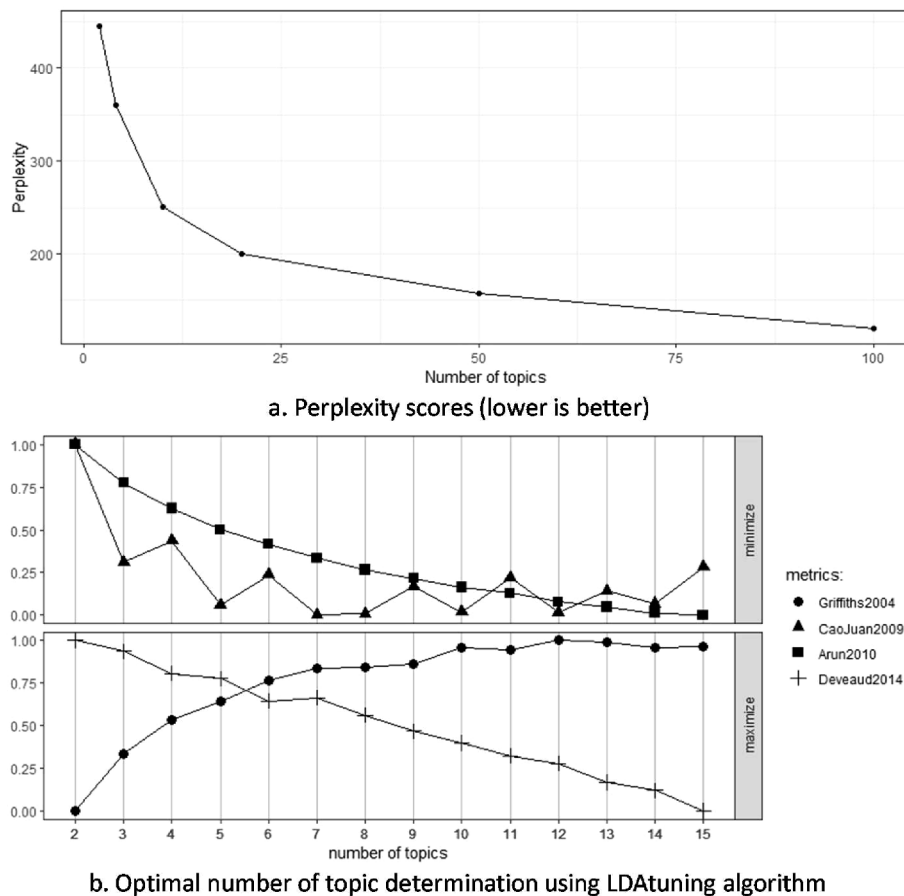 400
300
200
Perplexity
0 25 50 75 100
Number of topics
a. Perplexity scores (lower is better)
1.00
0.75
0.50
0.25
0.00
minimize
1.00
0.75
0.50
0.25
0.00
maximize
2 3 4 5 6 7 8 9 10 11 12 13 14 15
number of topics
metrics:
Griffiths2004
CaoJuan2009
Arun2010
Deveaud2014
b. Optimal number of topic determination using LDAtuning algorithm